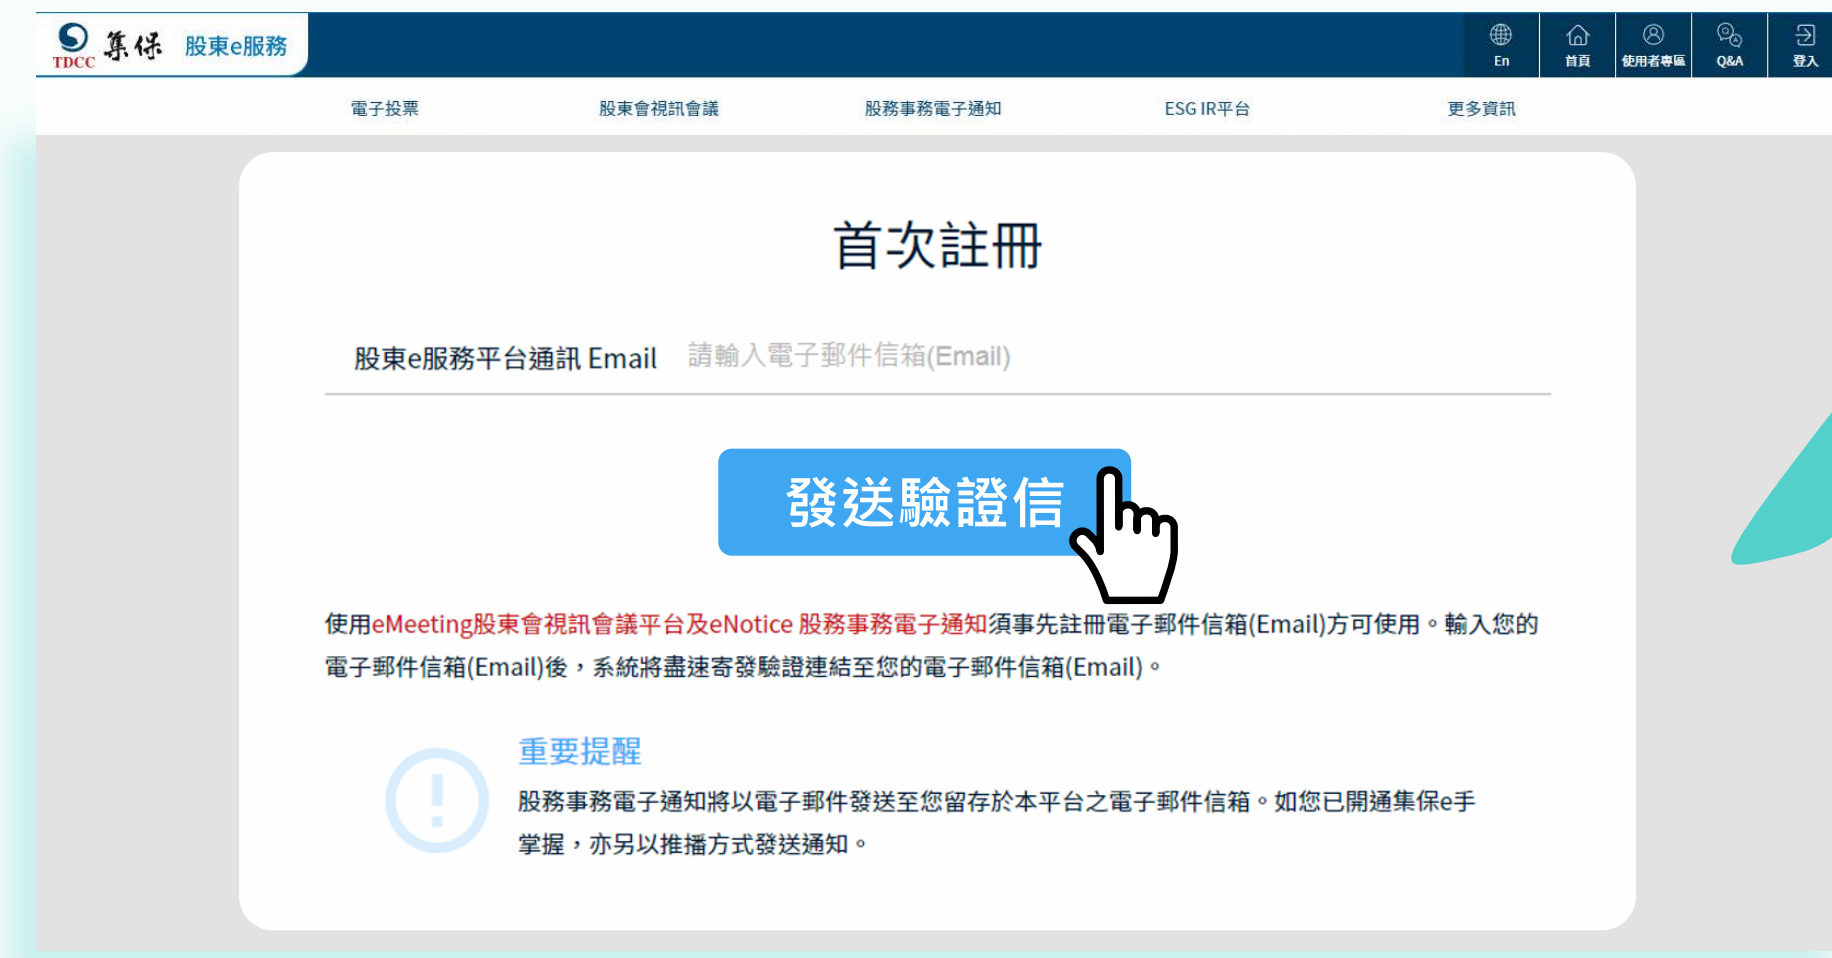 TDCC 集保 股東e服務
En 首頁 使用者專區 Q&A 登入
電子投票 股東會視訊會議 股務事務電子通知 ESG IR平台 更多資訊
首次註冊
股東e服務平台通訊 Email 請輸入電子郵件信箱(Email)
發送驗證信
使用eMeeting股東會視訊會議平台及eNotice 股務事務電子通知須事先註冊電子郵件信箱(Email)方可使用。輸入您的
電子郵件信箱(Email)後，系統將盡速寄發驗證連結至您的電子郵件信箱(Email)。
重要提醒
股務事務電子通知將以電子郵件發送至您留存於本平台之電子郵件信箱。如您已開通集保e手
掌握，亦另以推播方式發送通知。